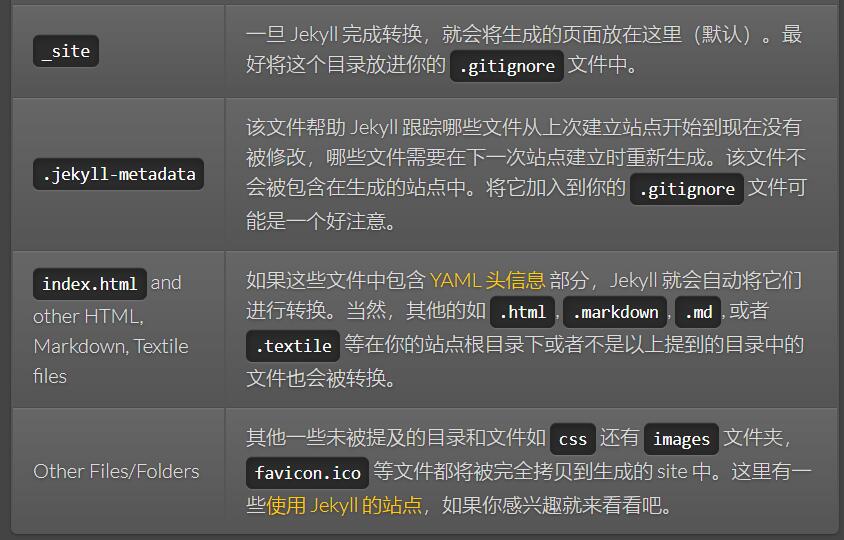 _site
一旦 Jekyll 完成转换，就会将生成的页面放在这里（默认）。最
好将这个目录放进你的 .gitignore 文件中。
.jekyll-metadata
该文件帮助 Jekyll 跟踪哪些文件从上次建立站点开始到现在没有
被修改，哪些文件需要在下一次站点建立时重新生成。该文件不
会被包含在生成的站点中。将它加入到你的 .gitignore 文件可
能是一个好注意。
index.html and
other HTML,
Markdown, Textile
files
如果这些文件中包含 YAML 头信息 部分，Jekyll 就会自动将它们
进行转换。当然，其他的如 .html, .markdown, .md, 或者
.textile 等在你的站点根目录下或者不是以上提到的目录中的
文件也会被转换。
Other Files/Folders
其他一些未被提及的目录和文件如 css 还有 images 文件夹，
favicon.ico 等文件都将被完全拷贝到生成的 site 中。这里有一
些使用 Jekyll 的站点，如果你感兴趣就来看看吧。